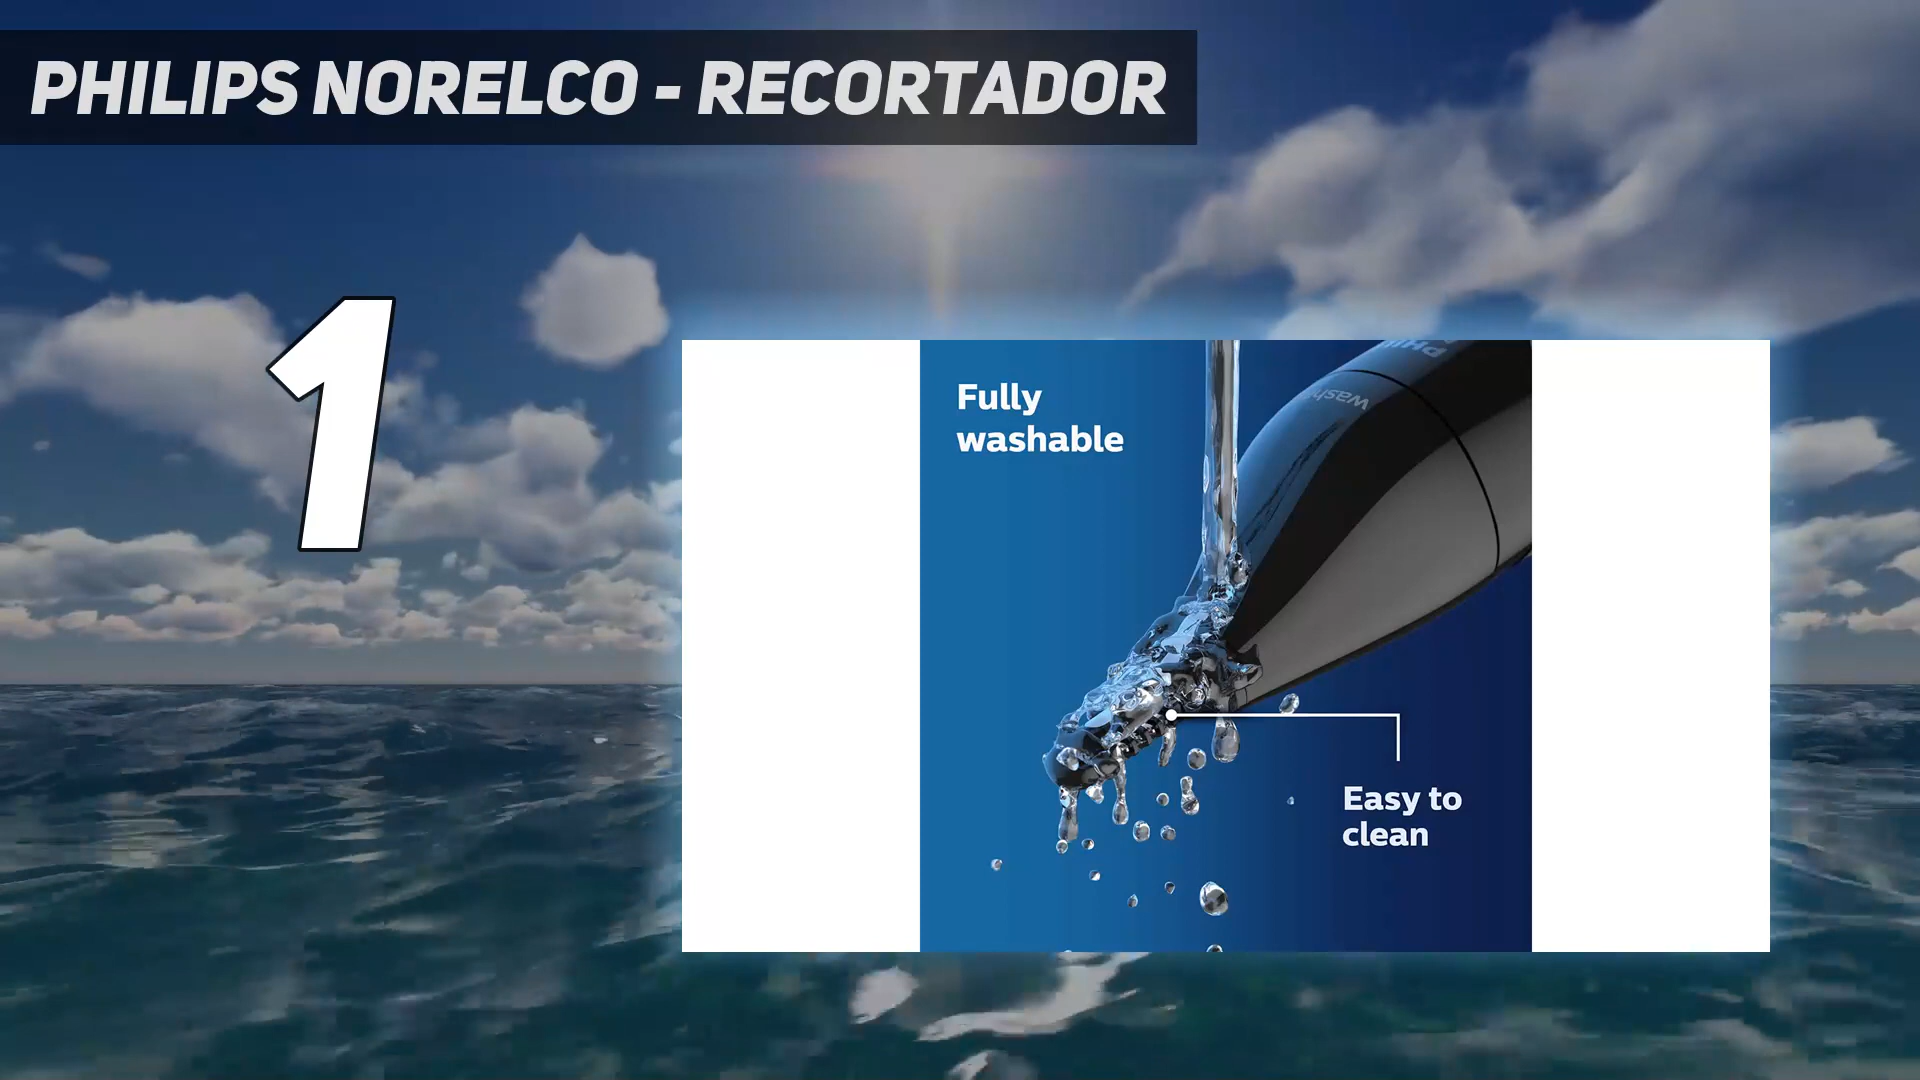 PHILIPS NORELCO - RECORTADOR
1
Fully
washable
Easy to
clean